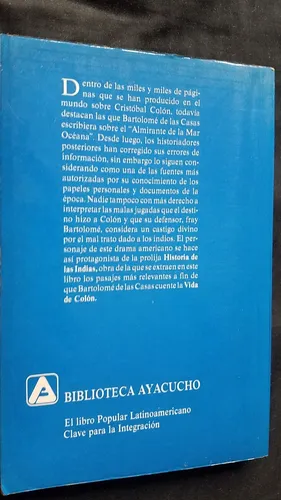 Dentro de las miles y miles de pági-
nas que se han producido en el
mundo sobre Cristóbal Colón, todavía
destacan las que Bartolomé de las Casas
escribiera sobre el "Almirante de la Mar
Océana". Desde luego, los historiadores
posteriores han corregido sus errores de
información, sin embargo lo siguen con-
siderando como una de las fuentes más
autorizadas por su conocimiento de los
papeles personales y documentos de la
época. Nadie tampoco con más derecho a
interpretar las malas jugadas que el desti-
no hizo a Colón y que su defensor, fray
Bartolomé, considera un castigo divino
por el mal trato dado a los indios. El per-
sonaje de este drama americano se hace
así protagonista de la prolija Historia de
las Indias, obra de la que se extraen en este
libro los pasajes más relevantes a fin de
que Bartolomé de las Casas cuente la Vida
de Colón.
BIBLIOTECA AYACUCHO
El libro Popular Latinoamericano
Clave para la Integración